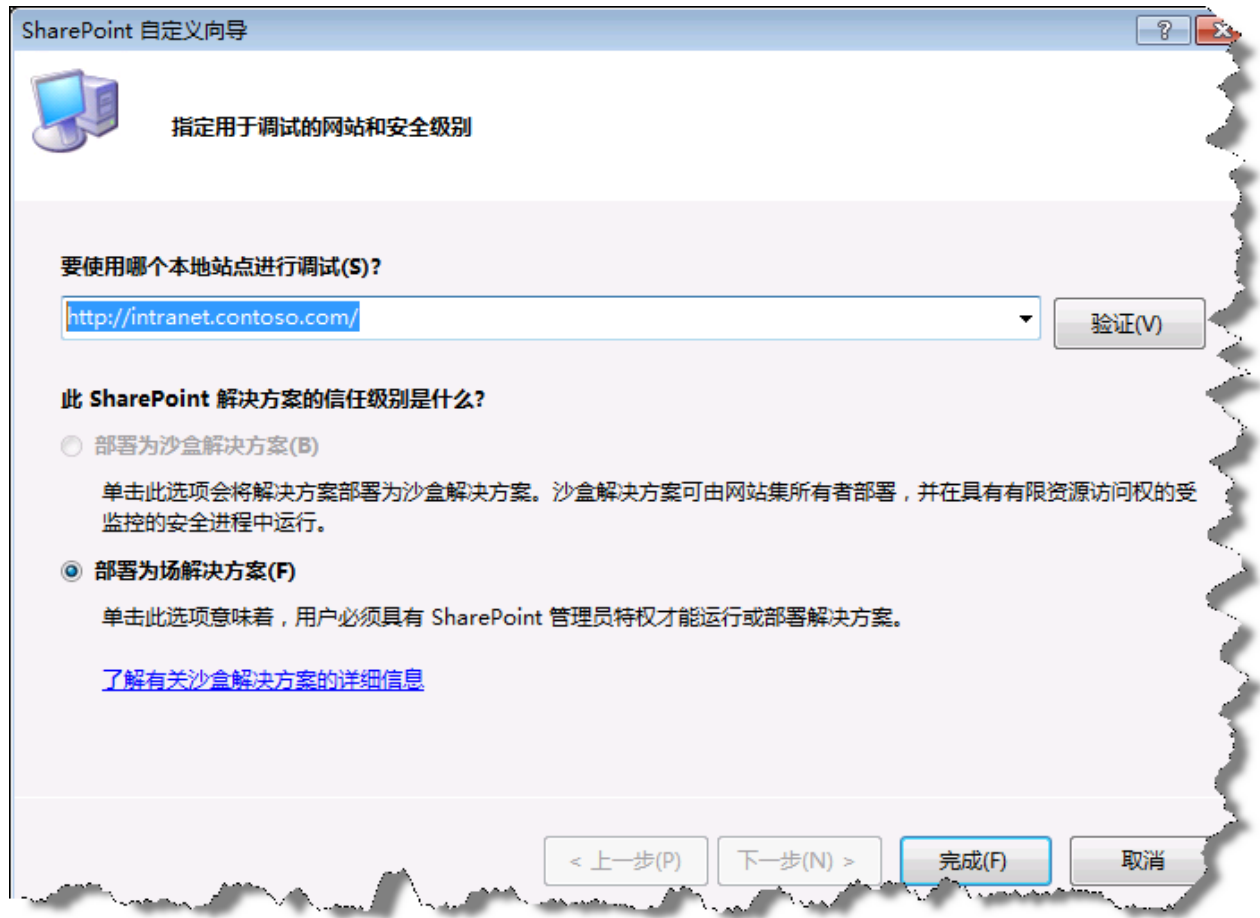 SharePoint 自定义向导
指定用于调试的网站和安全级别
要使用哪个本地站点进行调试(S)?
http://intranet.contoso.com/
验证(V)
此 SharePoint 解决方案的信任级别是什么?
部署为沙盒解决方案(B)
单击此选项会将解决方案部署为沙盒解决方案。沙盒解决方案可由网站集所有者部署，并在具有有限资源访问权的受
监控的安全进程中运行。
部署为场解决方案(F)
单击此选项意味着，用户必须具有 SharePoint 管理员特权才能运行或部署解决方案。
了解有关沙盒解决方案的详细信息
< 上一步(P) 下一步(N) > 完成(F) 取消